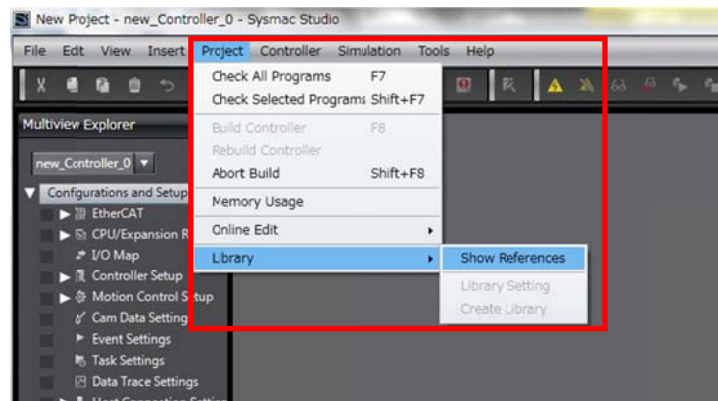 New Project - new_Controller_0 - Sysmac Studio
File Edt View Insert Project Controller Simulation Tools Help
Check All Programs F7
Check Selected Programs Shift+F7
Build Controller F8
Rebuild Controller
Abort Build Shift+F8
Memory Usage
Online Edit
Library
Show References
Library Setting
Create Library
Multiview Explorer
new_Controller_0
Configurations and Setup
EtherCAT
CPU/Expansion R
I/O Map
Controller Setup
Motion Control Setup
Cam Data Setting
Event Settings
Task Settings
Data Trace Settings